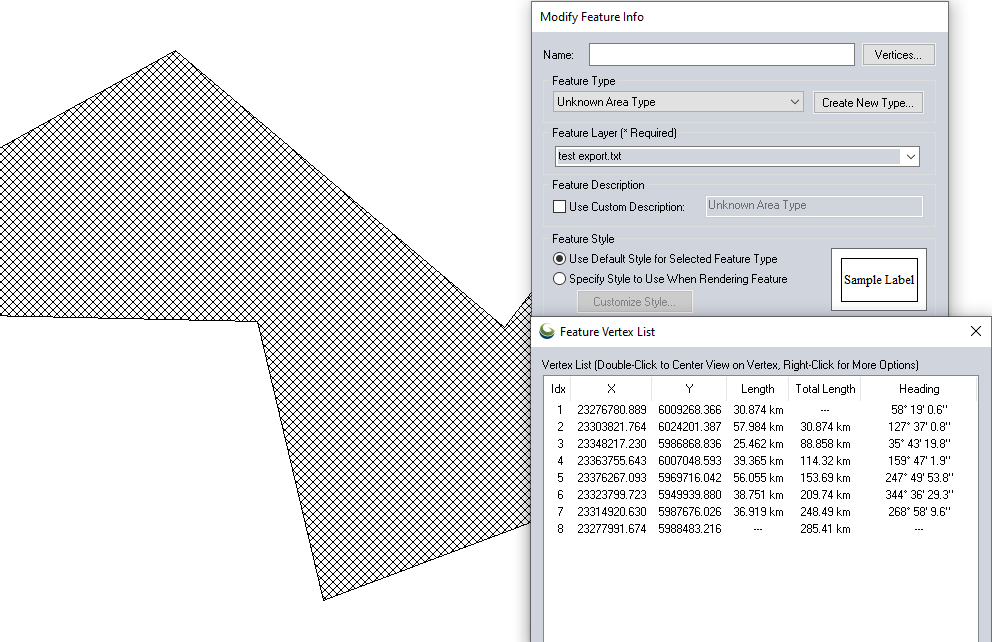 Modify Feature Info
Name: Vertices...
Feature Type
Unknown Area Type Create New Type...
Feature Layer (* Required)
test export.txt
Feature Description
Use Custom Description: Unknown Area Type
Feature Style
Use Default Style for Selected Feature Type
Specify Style to Use When Rendering Feature
Sample Label
Customize Style...
Feature Vertex List
Vertex List (Double-Click to Center View on Vertex, Right-Click for More Options)
Idx X Y Length Total Length Heading
1 23276780.889 6009268.366 30.874 km --- 58° 19' 0.6"
2 23303821.764 6024201.387 57.984 km 30.874 km 127° 37' 0.8"
3 23348217.230 5986868.836 25.462 km 88.858 km 35° 43' 19.8"
4 23363755.643 6007048.593 39.365 km 114.32 km 159° 47' 1.9"
5 23376267.093 5969716.042 56.055 km 153.69 km 247° 49' 53.8"
6 23323799.723 5949939.880 38.751 km 209.74 km 344° 36' 29.3"
7 23314920.630 5987676.026 36.919 km 248.49 km 268° 58' 9.6"
8 23277991.674 5988483.216 --- 285.41 km ---